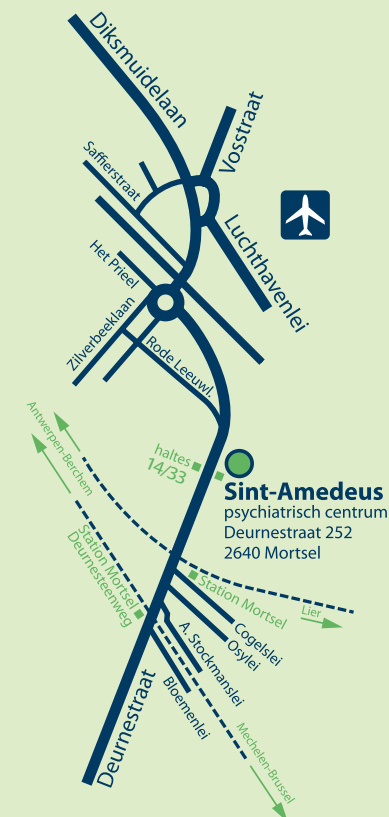 Diksmuidelaan
Vosstraat
Saffierstraat
Luchthavenlei
Het Prieel
Zilverbeeklaan
Rode Leeuwl.
Antwerpen-Berchem
haltes
14/33
Sint-Amedeus
psychiatrisch centrum
Deurnestraat 252
2640 Mortsel
Station Mortsel
Deurnesteenweg
Station Mortsel
Lier
Cogelslei
Osylei
A. Stockmanslei
Bloemenlei
Deurnestraat
Mechelen-Brussel